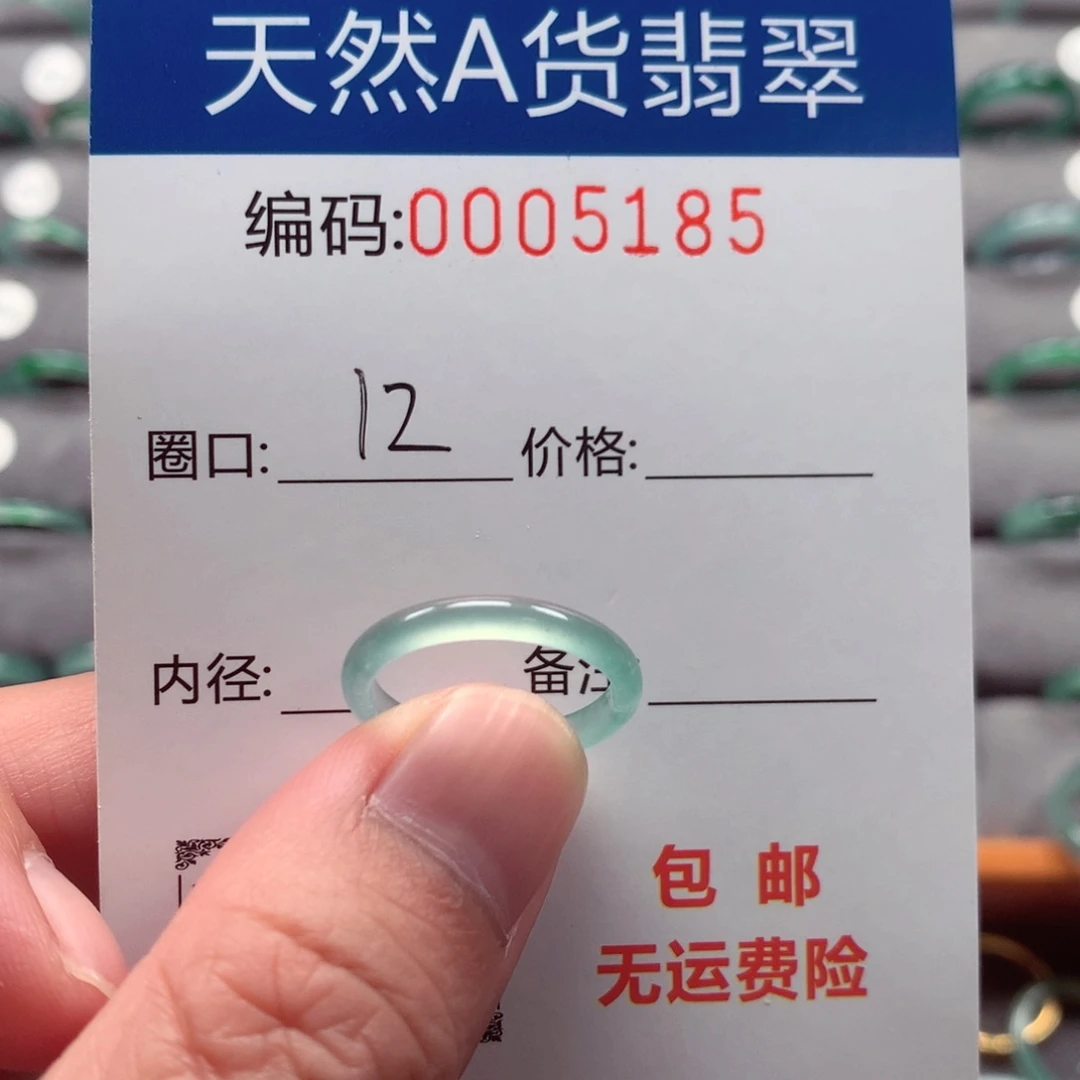 天然A货翡翠
编码:0005185
圈口: 12 价格:
内径: 备
包 邮
无运费险